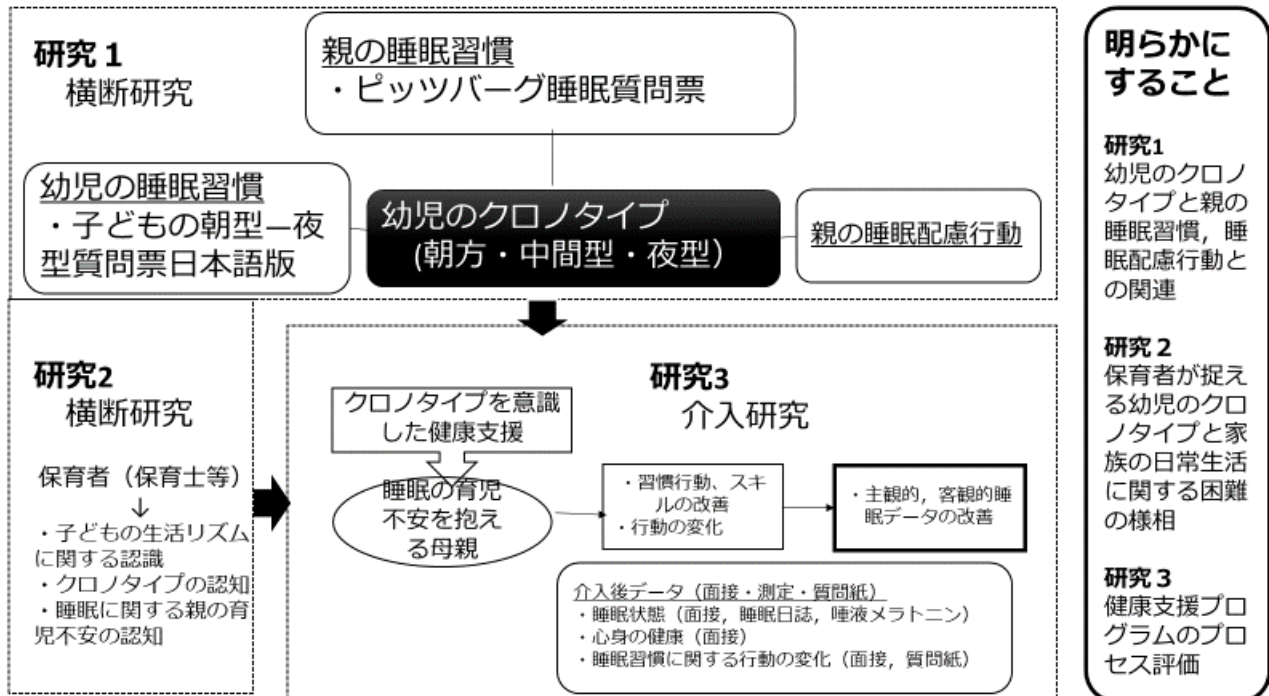 研究1
横断研究
親の睡眠習慣
・ピッツバーグ睡眠質問票
幼児の睡眠習慣
・子どもの朝型―夜
型質問票日本語版
幼児のクロノタイプ
(朝方・中間型・夜型)
親の睡眠配慮行動
研究2
横断研究
保育者（保育士等）
↓
・子どもの生活リズム
に関する認識
・クロノタイプの認知
・睡眠に関する親の育
児不安の認知
研究3
介入研究
クロノタイプを意識
した健康支援
睡眠の育児
不安を抱え
る母親
・習慣行動、スキ
ルの改善
・行動の変化
・主観的，客観的睡
眠データの改善
介入後データ（面接・測定・質問紙）
・睡眠状態（面接，睡眠日誌，唾液メラトニン）
・心身の健康（面接）
・睡眠習慣に関する行動の変化（面接，質問紙）
明らかに
すること
研究1
幼児のクロノ
タイプと親の
睡眠習慣，睡
眠配慮行動と
の関連
研究２
保育者が捉え
る幼児のクロ
ノタイプと家
族の日常生活
に関する困難
の様相
研究３
健康支援プロ
グラムのプロ
セス評価